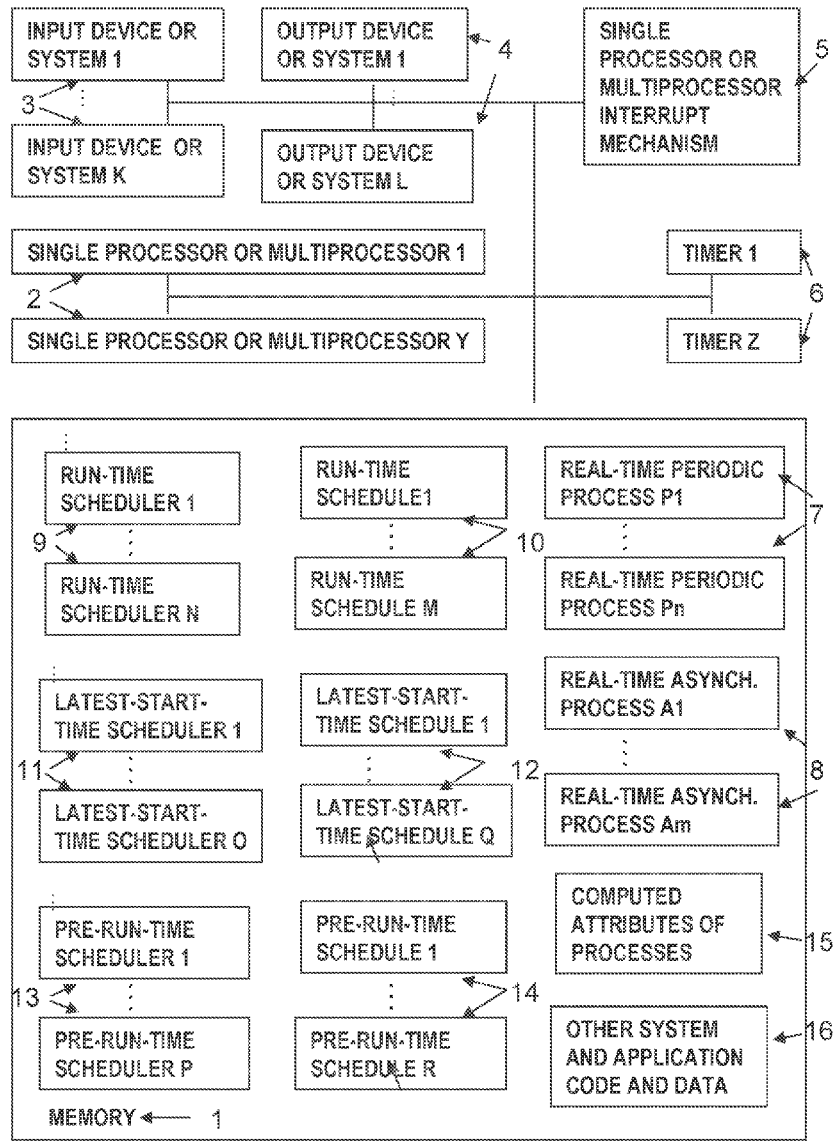 INPUT DEVICE OR
SYSTEM 1
OUTPUT DEVICE
OR SYSTEM 1
4
SINGLE
PROCESSOR OR
MULTIPROCESSOR
INTERRUPT
MECHANISM
5
3
INPUT DEVICE OR
SYSTEM K
OUTPUT DEVICE
OR SYSTEM L
SINGLE PROCESSOR OR MULTIPROCESSOR 1
TIMER 1
2
6
SINGLE PROCESSOR OR MULTIPROCESSOR Y
TIMER Z
RUN-TIME
SCHEDULER 1
RUN-TIME
SCHEDULE1
REAL-TIME PERIODIC
PROCESS P1
9
10
7
RUN-TIME
SCHEDULER N
RUN-TIME
SCHEDULE M
REAL-TIME PERIODIC
PROCESS Pn
LATEST-START-
TIME SCHEDULER 1
LATEST-START-
TIME SCHEDULE 1
REAL-TIME ASYNCH.
PROCESS A1
11
12
8
LATEST-START-
TIME SCHEDULER O
LATEST-START-
TIME SCHEDULE Q
REAL-TIME ASYNCH.
PROCESS Am
PRE-RUN-TIME
SCHEDULER 1
PRE-RUN-TIME
SCHEDULE 1
COMPUTED
ATTRIBUTES OF
PROCESSES
15
13
14
PRE-RUN-TIME
SCHEDULER P
PRE-RUN-TIME
SCHEDULE R
OTHER SYSTEM
AND APPLICATION
CODE AND DATA
16
MEMORY
1